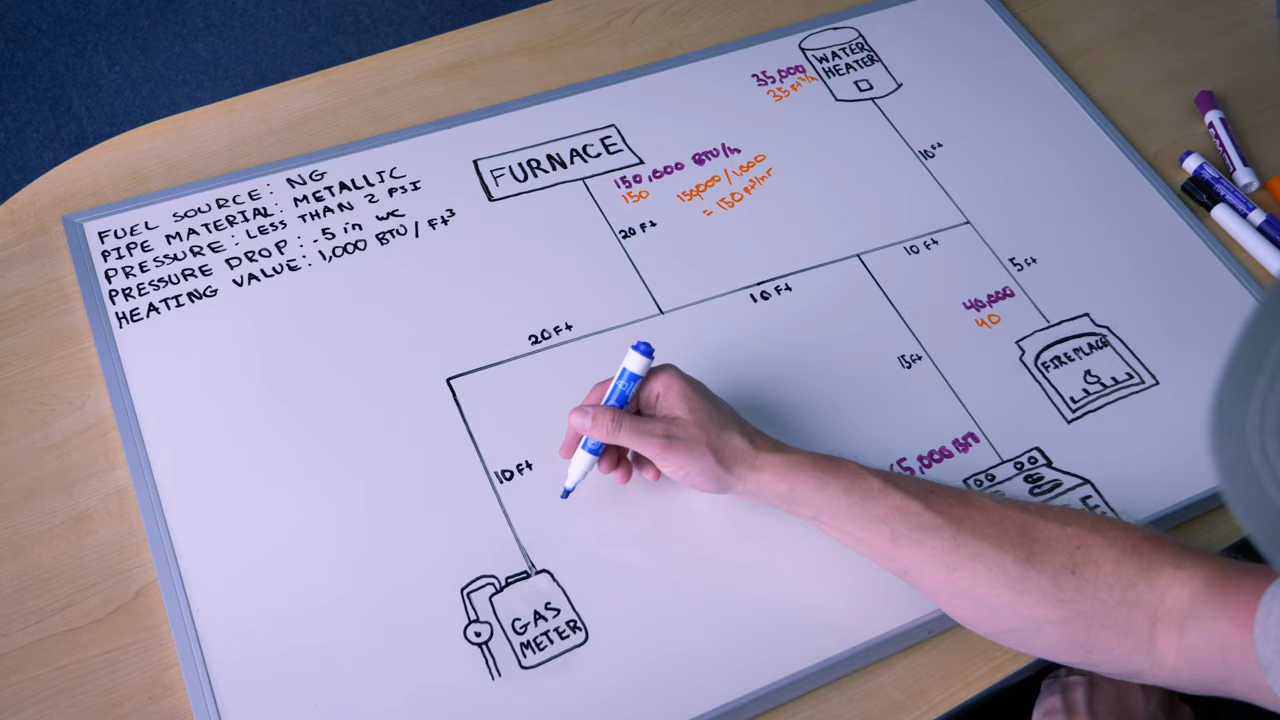 FUEL SOURCE: NG
PIPE MATERIAL: METALLIC
PRESSURE: LESS THAN 2 PSI
PRESSURE DROP: .5 in wc
HEATING VALUE: 1,000 BTU / Ft³
FURNACE
150,000 BTU/h
150
150000/1,000
= 150 Ft³/hr
20 Ft
WATER
HEATER
35,000
35 Ft³/h
10 Ft
20 Ft
10 Ft
10 Ft
5 Ft
40,000
40
FIREPLACE
15 Ft
5,000 BTU
10 Ft
GAS
METER